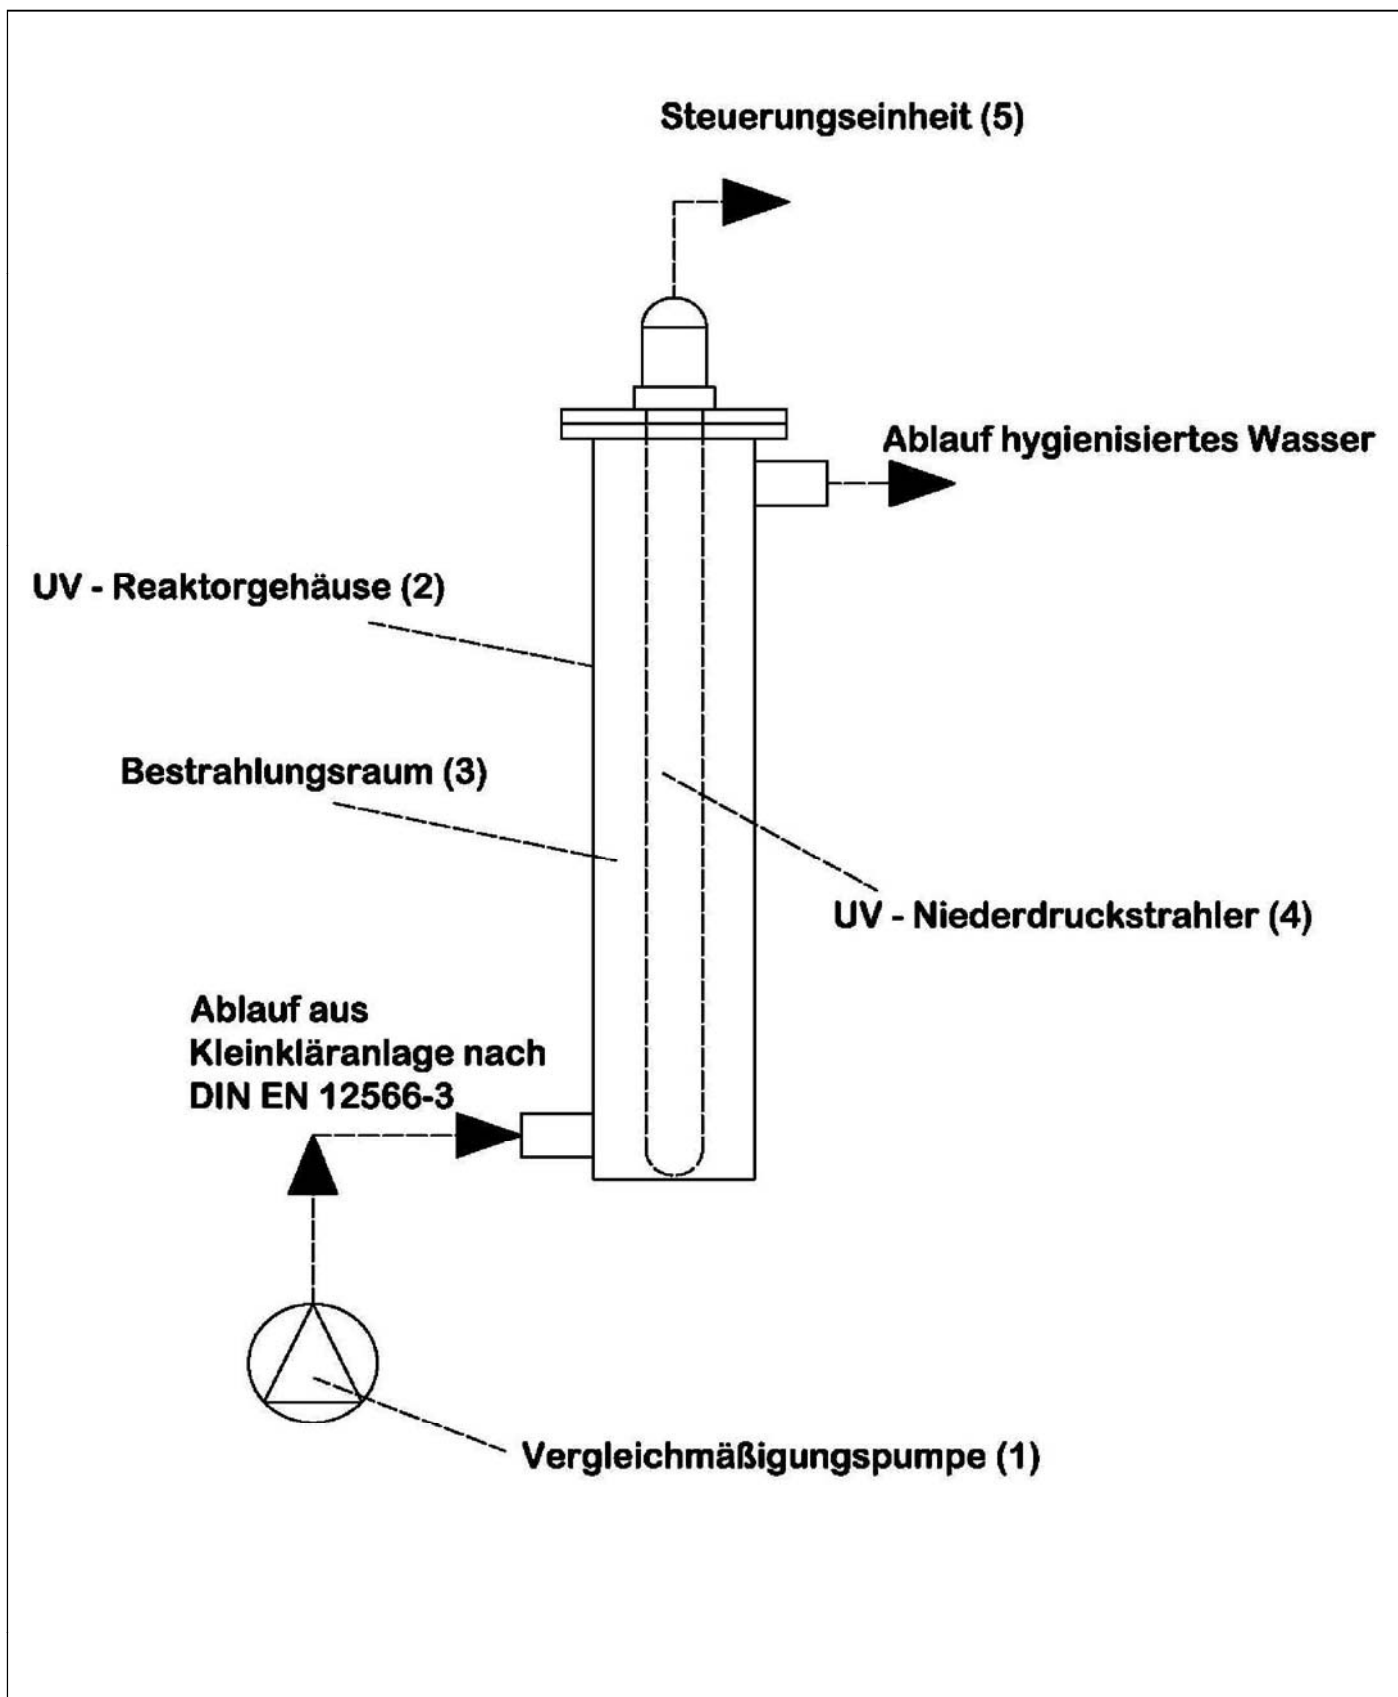 Steuerungseinheit (5)
Ablauf hygienisiertes Wasser
UV - Reaktorgehäuse (2)
Bestrahlungsraum (3)
UV - Niederdruckstrahler (4)
Ablauf aus
Kleinkläranlage nach
DIN EN 12566-3
Vergleichmäßigungspumpe (1)